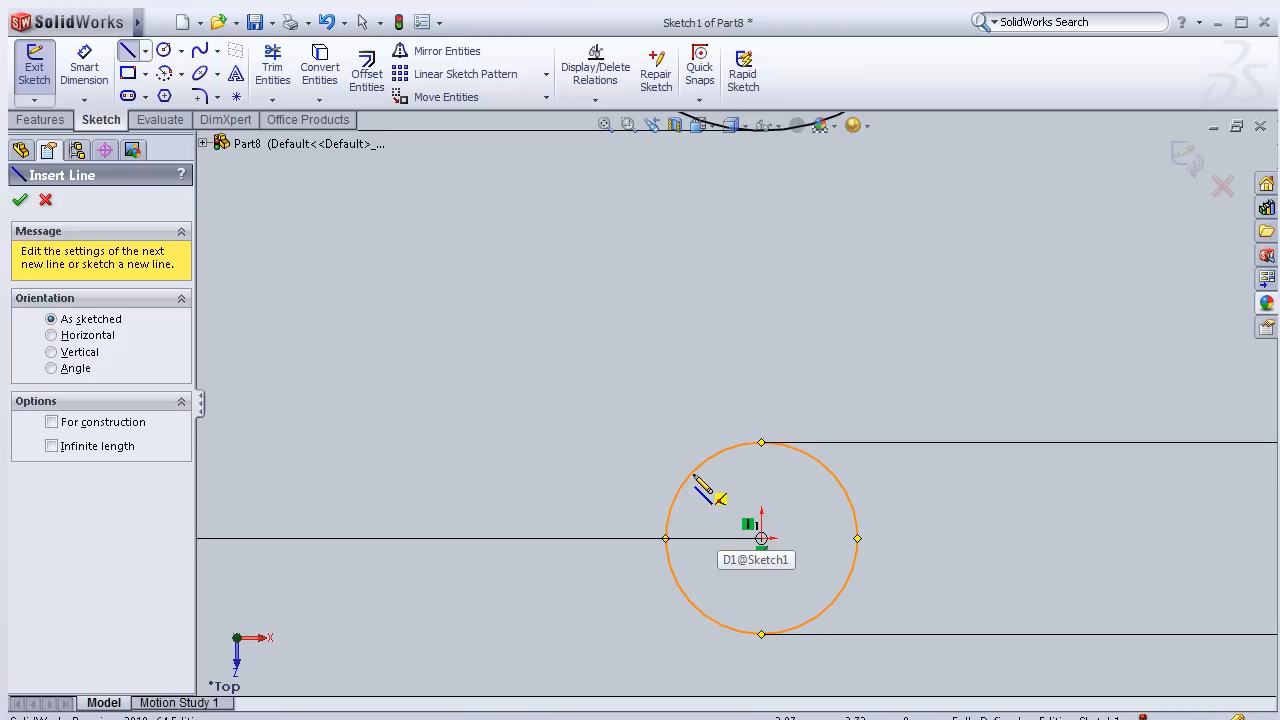 SolidWorks
Sketch1 of Part8 *
SolidWorks Search
Exit Sketch
Smart Dimension
Trim Entities
Convert Entities
Offset Entities
Mirror Entities
Linear Sketch Pattern
Move Entities
Display/Delete Relations
Repair Sketch
Quick Snaps
Rapid Sketch
Features
Sketch
Evaluate
DimXpert
Office Products
Part8 (Default<<Default>_...
Insert Line
?
Message
Edit the settings of the next
new line or sketch a new line.
Orientation
As sketched
Horizontal
Vertical
Angle
Options
For construction
Infinite length
D1@Sketch1
X
Z
*Top
Model
Motion Study 1